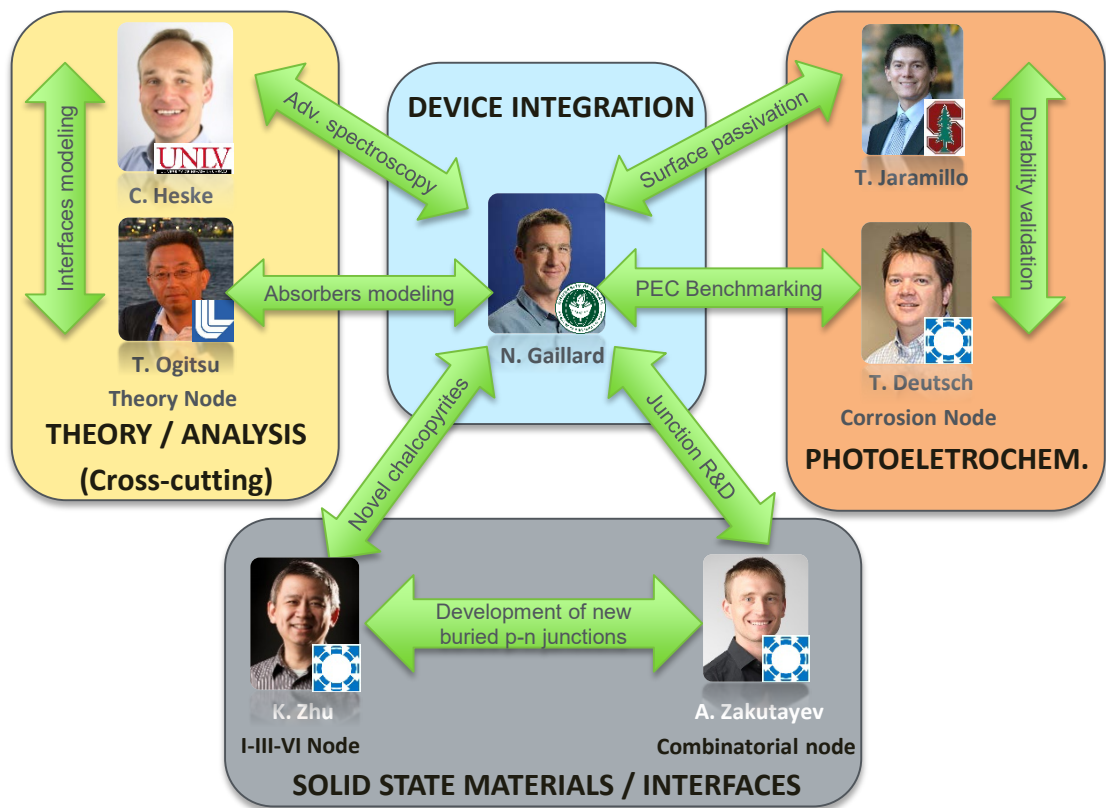 DEVICE INTEGRATION
Adv. spectroscopy
Surface passivation
Interfaces modeling
UNLV
C. Heske
S
T. Jaramillo
Durability validation
Absorbers modeling
PEC Benchmarking
T. Ogitsu
Theory Node
THEORY / ANALYSIS
(Cross-cutting)
N. Gaillard
T. Deutsch
Corrosion Node
PHOTOELETROCHEM.
Novel chalcopyrites
Junction R&D
Development of new
buried p-n junctions
K. Zhu
I-III-VI Node
A. Zakutayev
Combinatorial node
SOLID STATE MATERIALS / INTERFACES